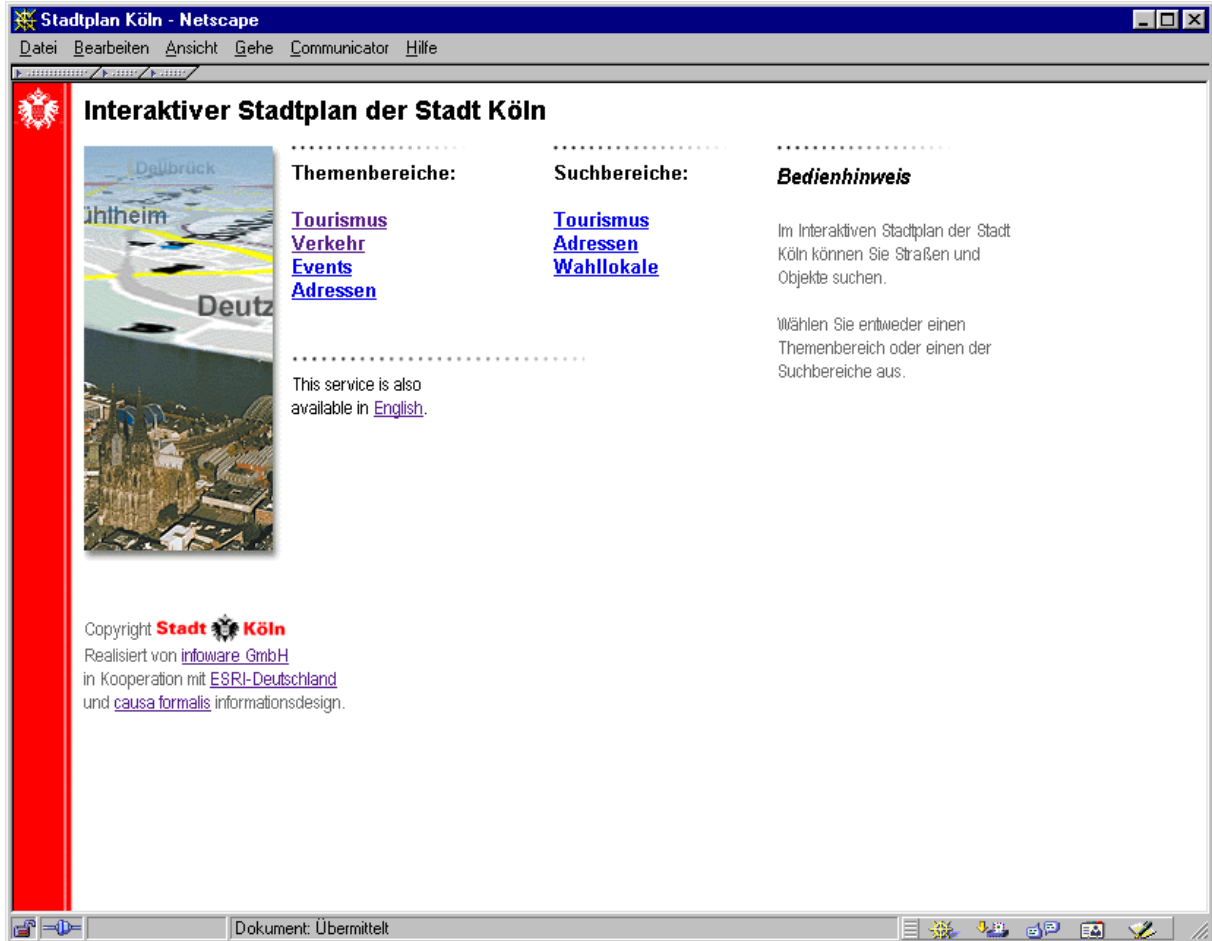 Stadtplan Köln - Netscape
Datei Bearbeiten Ansicht Gehe Communicator Hilfe
Interaktiver Stadtplan der Stadt Köln
Dellbrück
ühlheim
Deutz
Themenbereiche:
Tourismus
Verkehr
Events
Adressen
This service is also
available in English.
Suchbereiche:
Tourismus
Adressen
Wahllokale
Bedienhinweis
Im Interaktiven Stadtplan der Stadt
Köln können Sie Straßen und
Objekte suchen.
Wählen Sie entweder einen
Themenbereich oder einen der
Suchbereiche aus.
Copyright Stadt Köln
Realisiert von infoware GmbH
in Kooperation mit ESRI-Deutschland
und causa formalis informationsdesign.
Dokument: Übermittelt